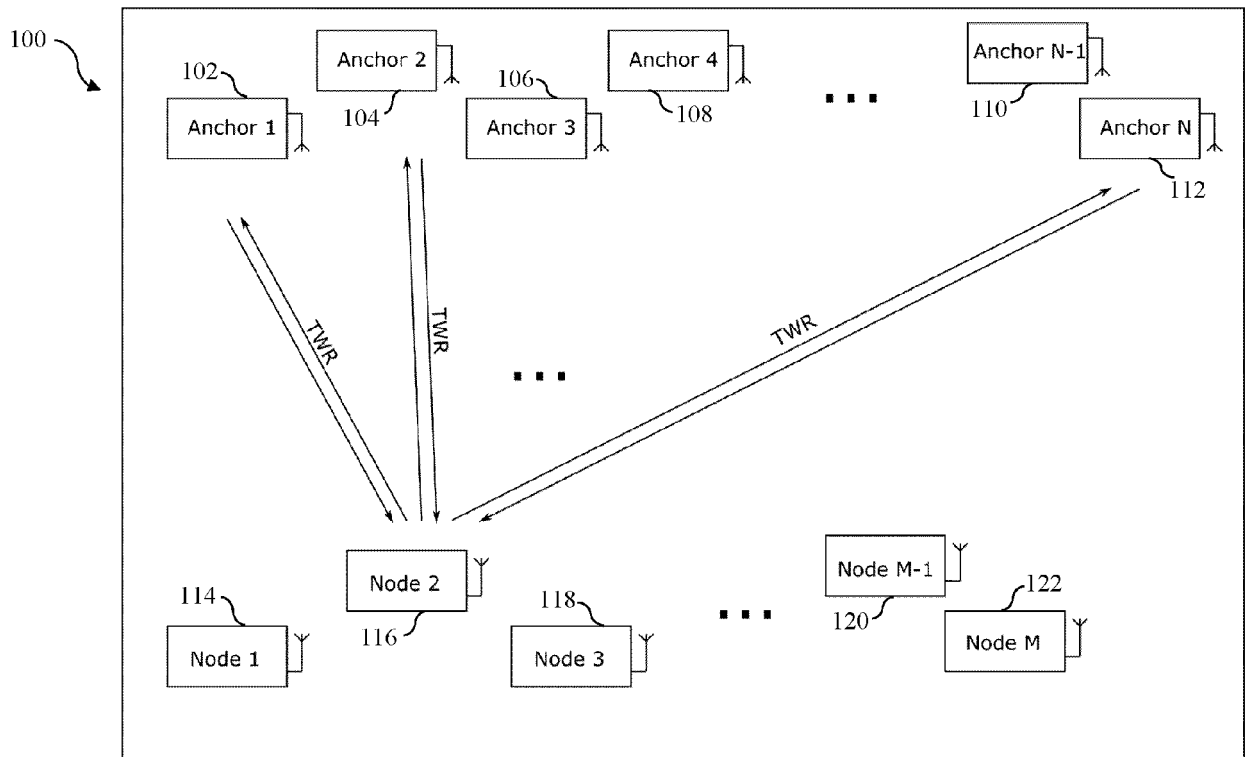 100
Anchor 2
Anchor 4
Anchor N-1
102
104
106
108
110
Anchor 1
Anchor 3
Anchor N
112
TWR
TWR
TWR
Node 2
Node M-1
114
116
118
120
122
Node 1
Node 3
Node M